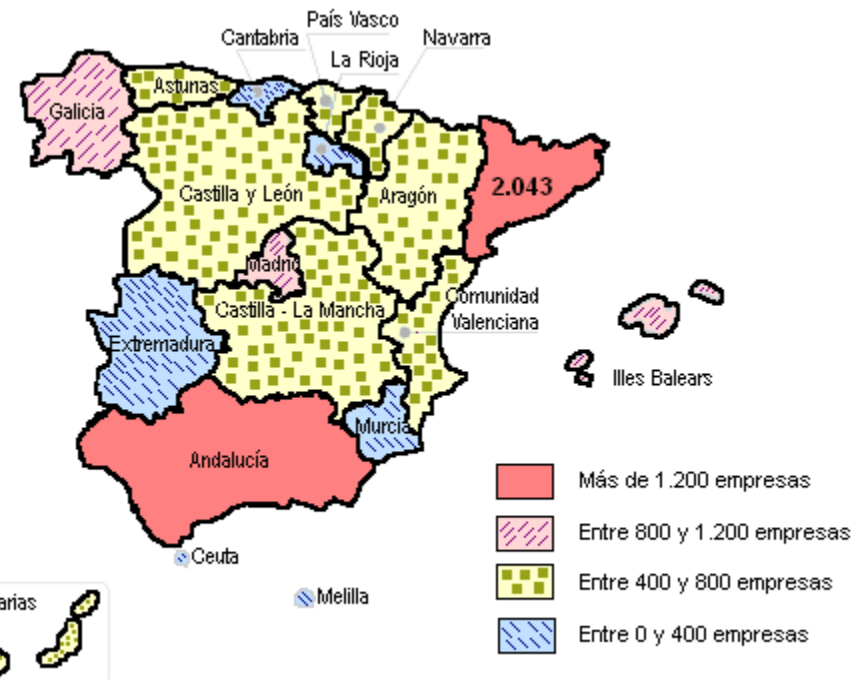 País Vasco
Cantabria
Navarra
La Rioja
Asturias
Galicia
2.043
Castilla y León
Aragón
Madrid
Comunidad
Valenciana
Castilla - La Mancha
Extremadura
Illes Balears
Murcia
Andalucía
Más de 1.200 empresas
Entre 800 y 1.200 empresas
Ceuta
Entre 400 y 800 empresas
Melilla
arias
Entre 0 y 400 empresas